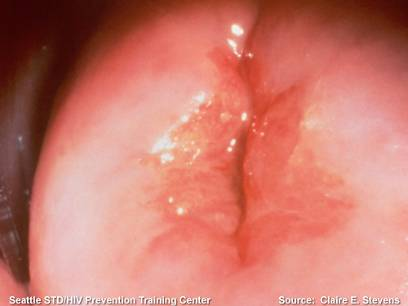 Seattle STD/HIV Prevention Training Center
Source: Claire E. Stevens